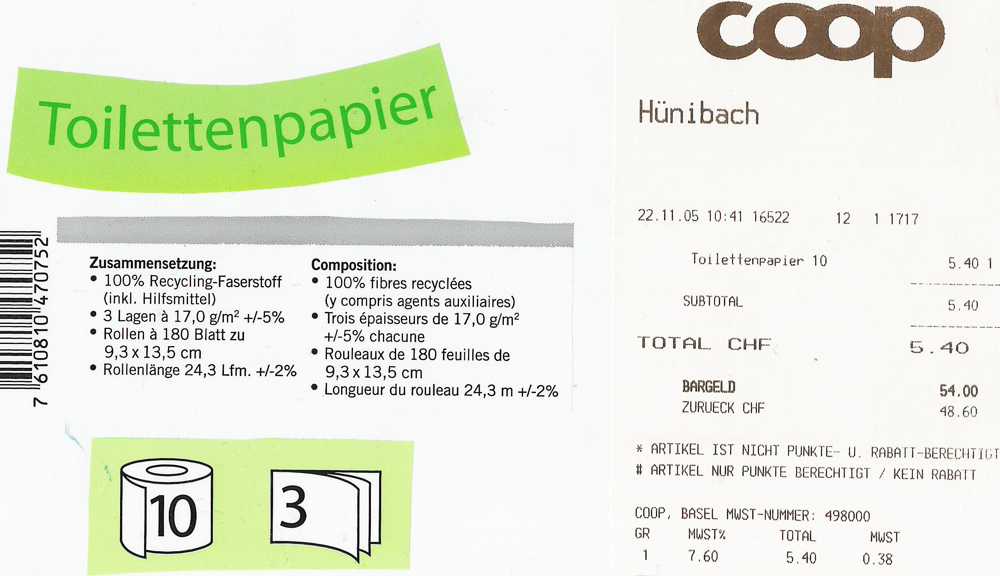 Toilettenpapier
7 610810 470752
Zusammensetzung:
• 100% Recycling-Faserstoff
(inkl. Hilfsmittel)
• 3 Lagen à 17,0 g/m² +/-5%
• Rollen à 180 Blatt zu
9,3 x 13,5 cm
• Rollenlänge 24,3 Lfm. +/-2%
Composition:
• 100% fibres recyclées
(y compris agents auxiliaires)
• Trois épaisseurs de 17,0 g/m²
+/-5% chacune
• Rouleaux de 180 feuilles de
9,3 x 13,5 cm
• Longueur du rouleau 24,3 m +/-2%
10
3
coop
Hünibach
22.11.05 10:41 16522 12 1 1717
Toilettenpapier 10 5.40 1
SUBTOTAL 5.40
TOTAL CHF 5.40
BARGELD 54.00
ZURUECK CHF 48.60
* ARTIKEL IST NICHT PUNKTE- U. RABATT-BERECHTIGT
# ARTIKEL NUR PUNKTE BERECHTIGT / KEIN RABATT
COOP, BASEL MWST-NUMMER: 498000
GR MWST% TOTAL MWST
1 7.60 5.40 0.38